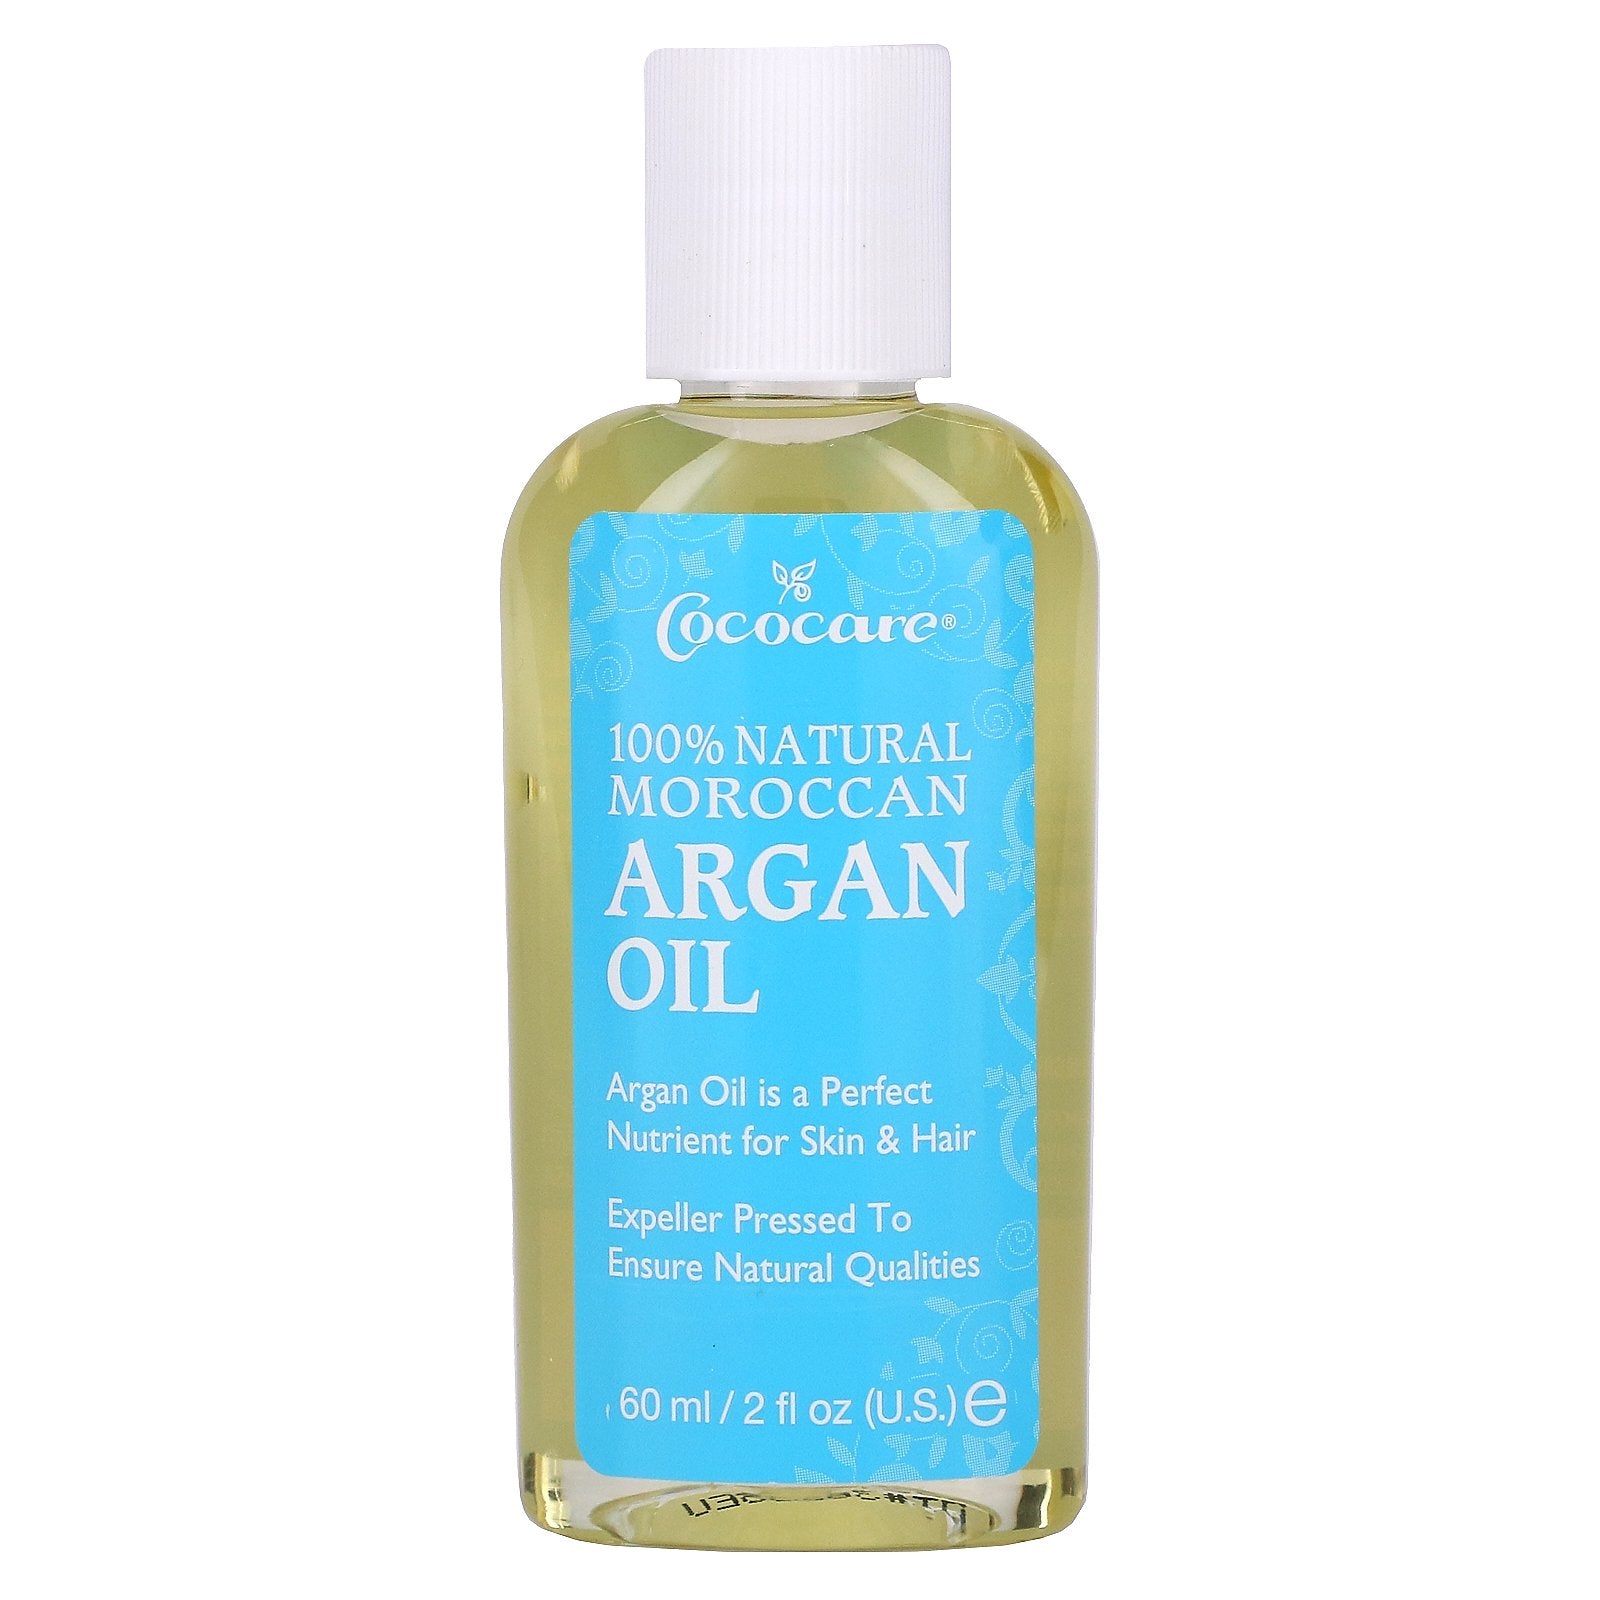 Cococare®
100% NATURAL
MOROCCAN
ARGAN
OIL
Argan Oil is a Perfect
Nutrient for Skin & Hair
Expeller Pressed To
Ensure Natural Qualities
60 ml / 2 fl oz (U.S.) e